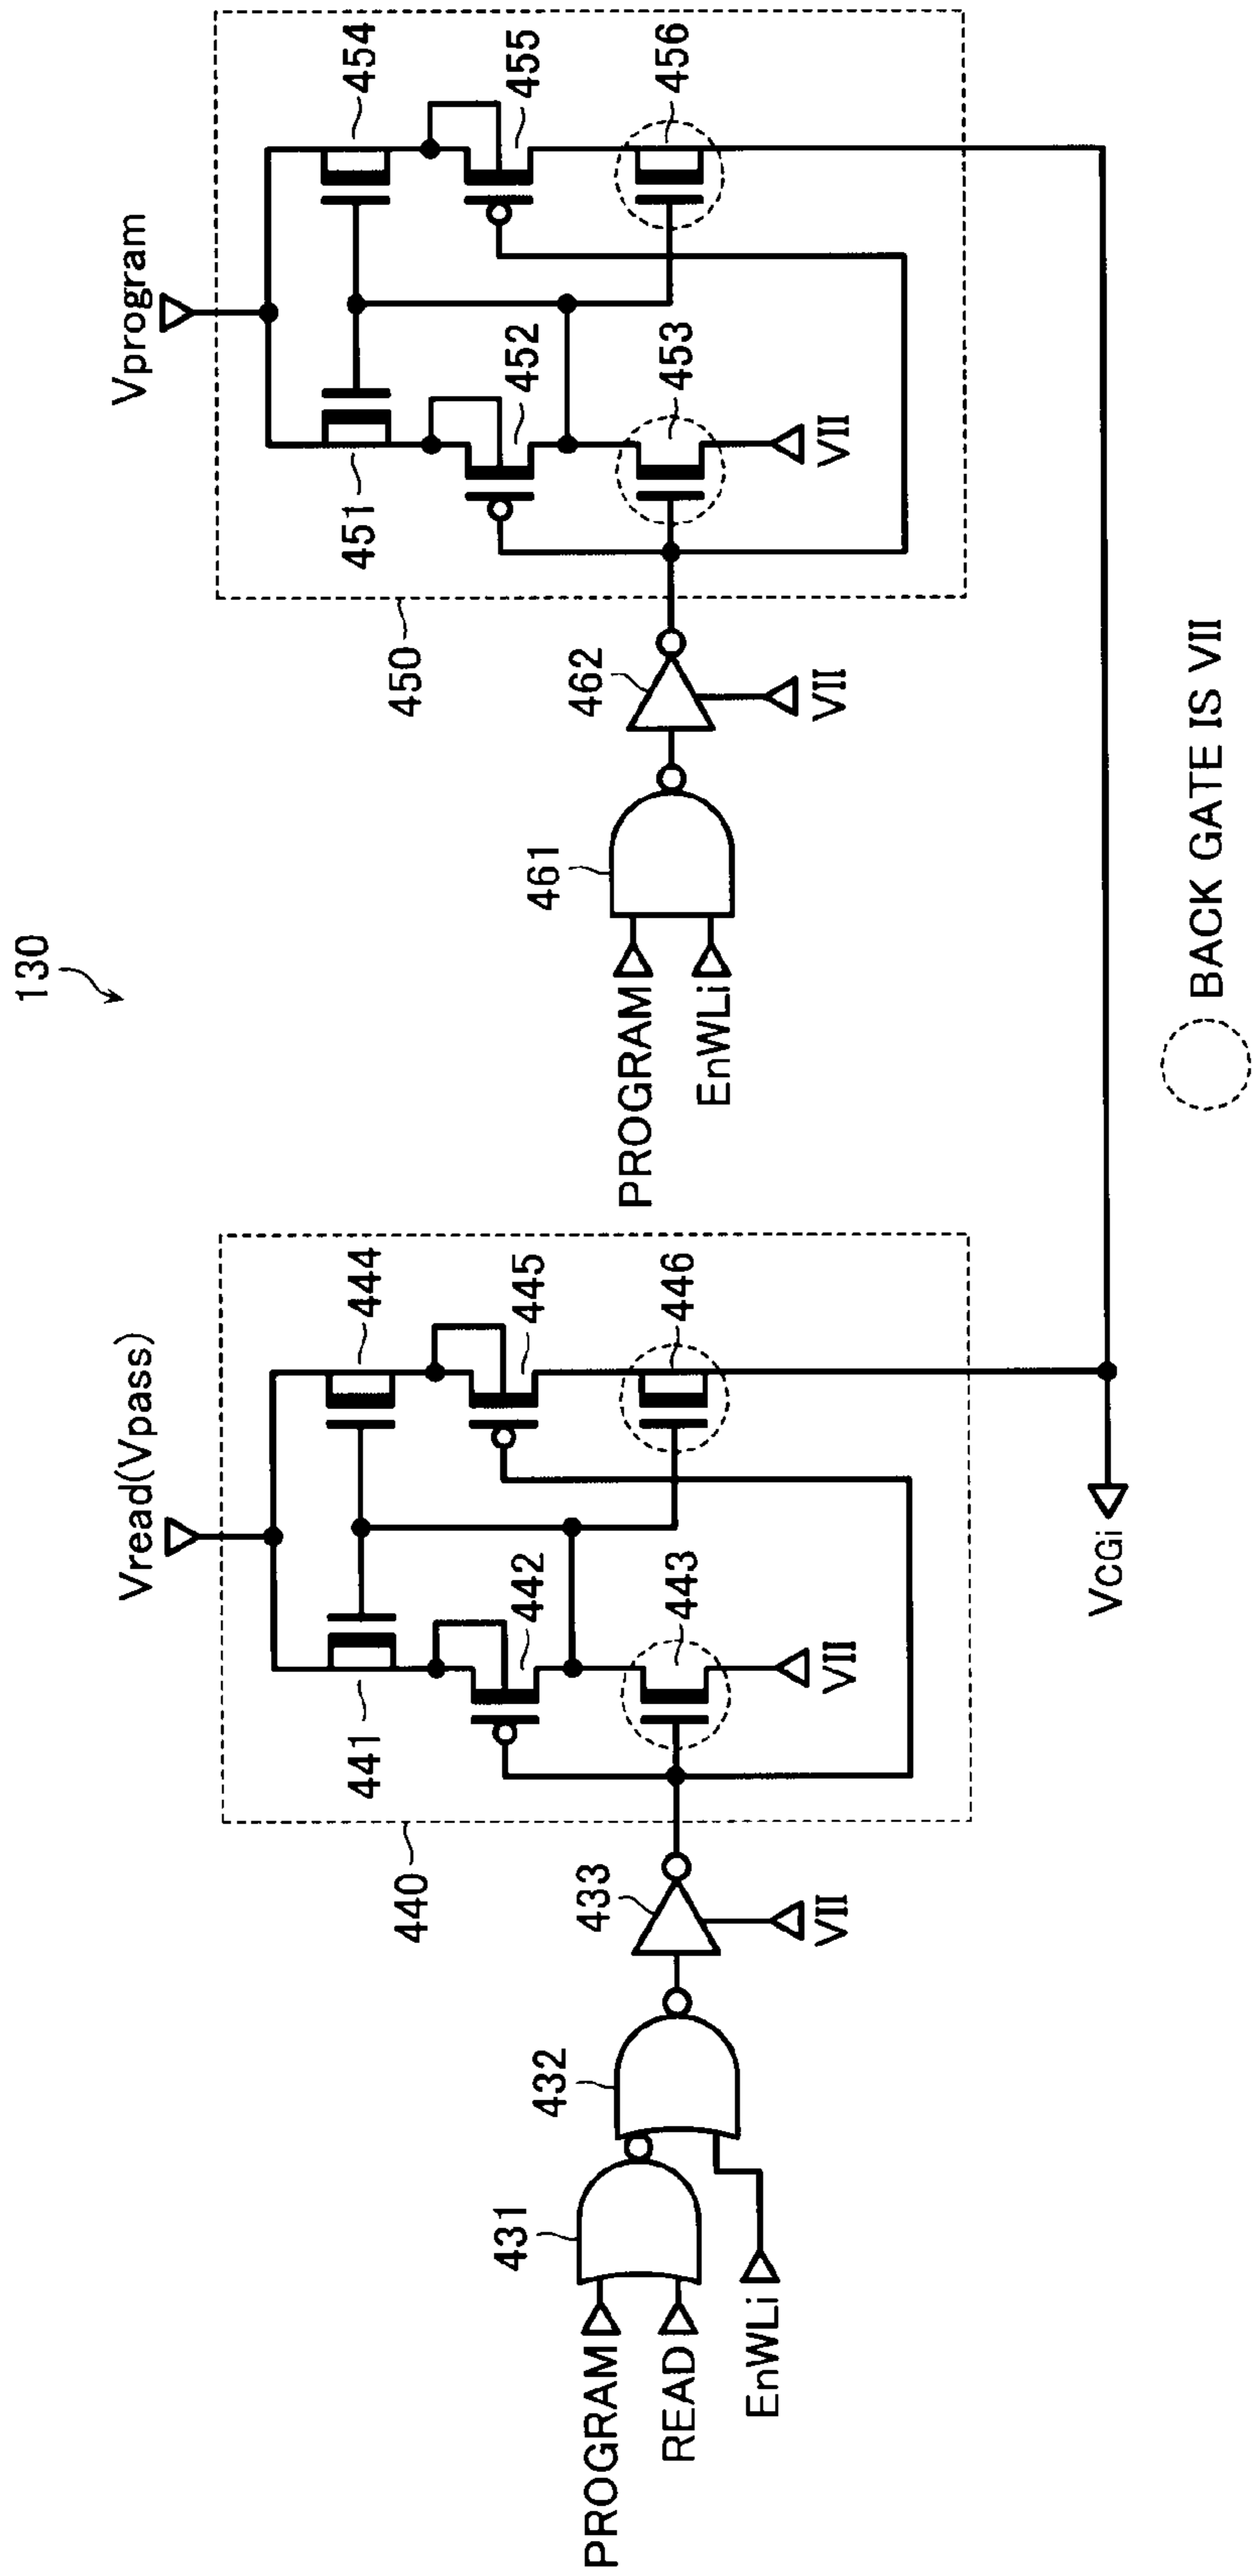 130
Vread(Vpass)
Vprogram
441
444
442
445
443
446
VII
440
433
VII
432
431
PROGRAM
READ
EnWLi
451
454
452
455
453
456
VII
450
462
VII
461
PROGRAM
EnWLi
VCGi
BACK GATE IS VII